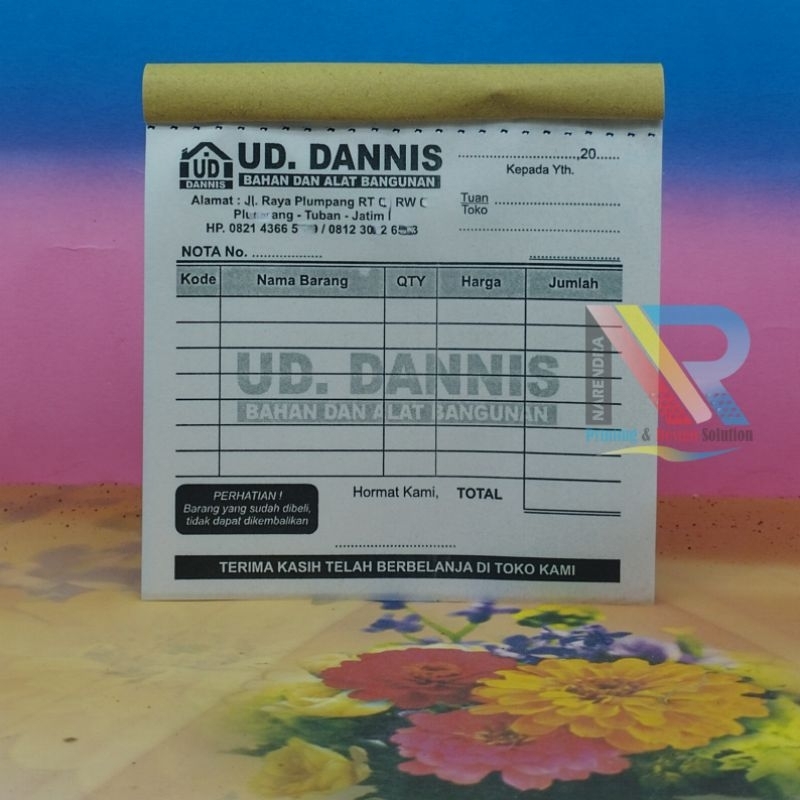 UD
DANNIS
UD. DANNIS
BAHAN DAN ALAT BANGUNAN
Alamat : Jl. Raya Plumpang RT RW
- Tuban - Jatim
HP. 0821 4366 / 0812
..............................,20......
Kepada Yth.
Tuan
Toko
NOTA No. ...................
Kode Nama Barang QTY Harga Jumlah
UD. DANNIS
BAHAN DAN ALAT BANGUNAN
NARENDRA
Printing & Design Solution
PERHATIAN !
Barang yang sudah dibeli,
tidak dapat dikembalikan
Hormat Kami, TOTAL
TERIMA KASIH TELAH BERBELANJA DI TOKO KAMI